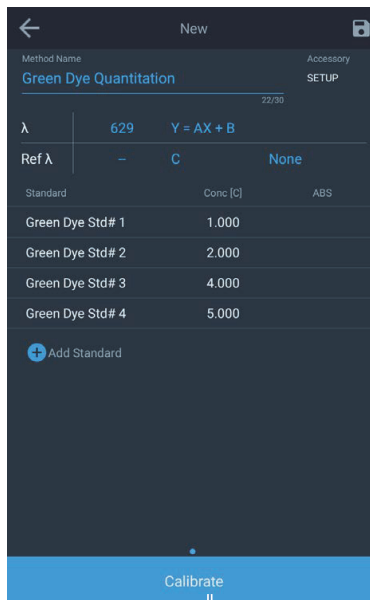 New
Method Name
Accessory
Green Dye Quantitation
SETUP
22/30
λ 629 Y = AX + B
Ref λ – C None
Standard Conc [C] ABS
Green Dye Std# 1 1.000
Green Dye Std# 2 2.000
Green Dye Std# 3 4.000
Green Dye Std# 4 5.000
Add Standard
Calibrate